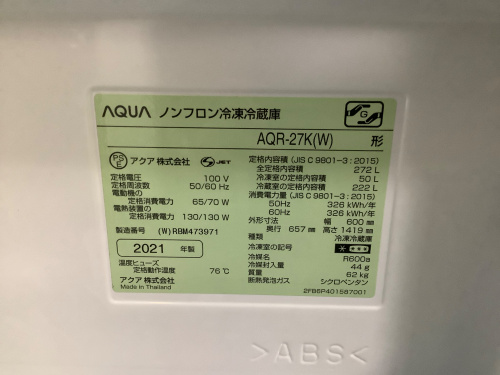 AQUA ノンフロン冷凍冷蔵庫
AQR-27K(W) 形
PSE アクア株式会社 JET
定格電圧 100 V
定格周波数 50/60 Hz
電動機の
定格消費電力 65/70 W
電熱装置の
定格消費電力 130/130 W
製造番号 (W)RBM473971
2021 年製
温度ヒューズ
定格動作温度 76℃
アクア株式会社
Made in Thailand
定格内容積 (JIS C 9801-3:2015)
全定格内容積 272 L
冷凍室の定格内容積 50 L
冷蔵室の定格内容積 222 L
消費電力量 (JIS C 9801-3:2015)
50Hz 326 kWh/年
60Hz 326 kWh/年
外形寸法 幅 600 mm
奥行 657 mm 高さ 1419 mm
種類 冷凍冷蔵庫
冷凍室の記号
冷媒名 R600a
冷媒封入量 44 g
質量 62 kg
断熱発泡ガス シクロペンタン
2FB6P401587001
>ABS<